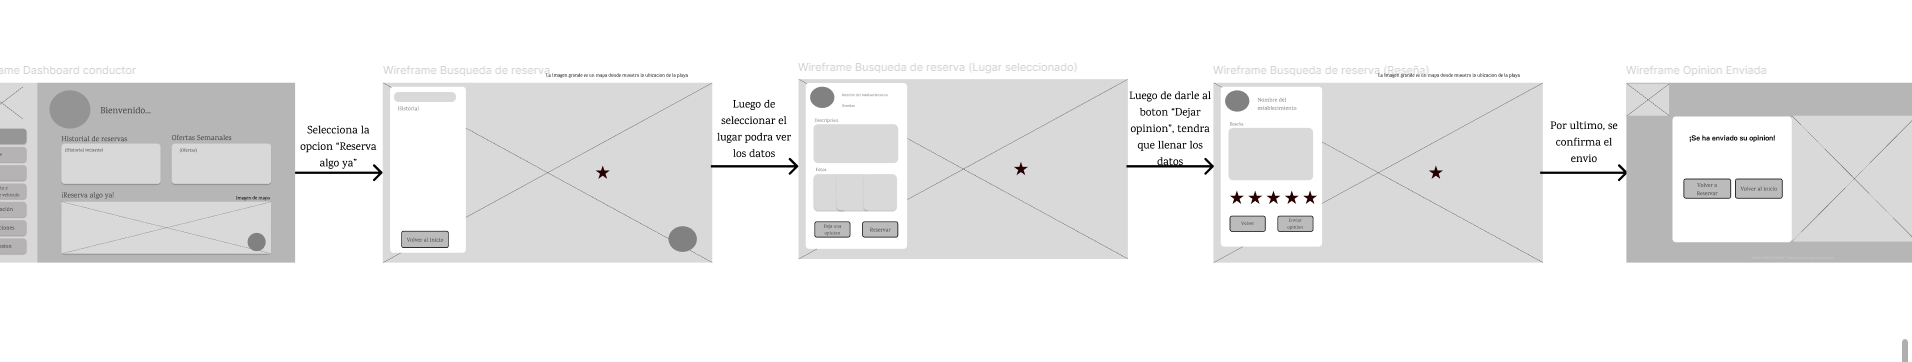 ame Dashboard conductor
Bienvenido...
Historial de reservas
(Historial reciente)
Ofertas Semanales
(Ofertas)
¡Reserva algo ya!
Imagen de mapa
Selecciona la
opcion “Reserva
algo ya”
Wireframe Busqueda de reserva
La imagen grande es un mapa donde muestra la ubicacion de la playa
Historial
Volver al inicio
Luego de
seleccionar el
lugar podra ver
los datos
Wireframe Busqueda de reserva (Lugar seleccionado)
Nombre del establecimiento
Descripcion
Fotos
Deja una
opinion
Reservar
Luego de darle al
boton “Dejar
opinion”, tendra
que llenar los
datos
Wireframe Busqueda de reserva (Reseña)
La imagen grande es un mapa donde muestra la ubicacion de la playa
Nombre del
establecimiento
Reseña
Volver
Enviar
opinion
Por ultimo, se
confirma el
envio
Wireframe Opinion Enviada
¡Se ha enviado su opinion!
Volver a
Reservar
Volver al inicio